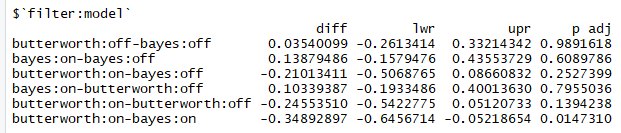 $`filter:model`
diff lwr upr p adj
butterworth:off-bayes:off 0.03540099 -0.2613414 0.33214342 0.9891618
bayes:on-bayes:off 0.13879486 -0.1579476 0.43553729 0.6089786
butterworth:on-bayes:off -0.21013411 -0.5068765 0.08660832 0.2527399
bayes:on-butterworth:off 0.10339387 -0.1933486 0.40013630 0.7955036
butterworth:on-butterworth:off -0.24553510 -0.5422775 0.05120733 0.1394238
butterworth:on-bayes:on -0.34892897 -0.6456714 -0.05218654 0.0147310